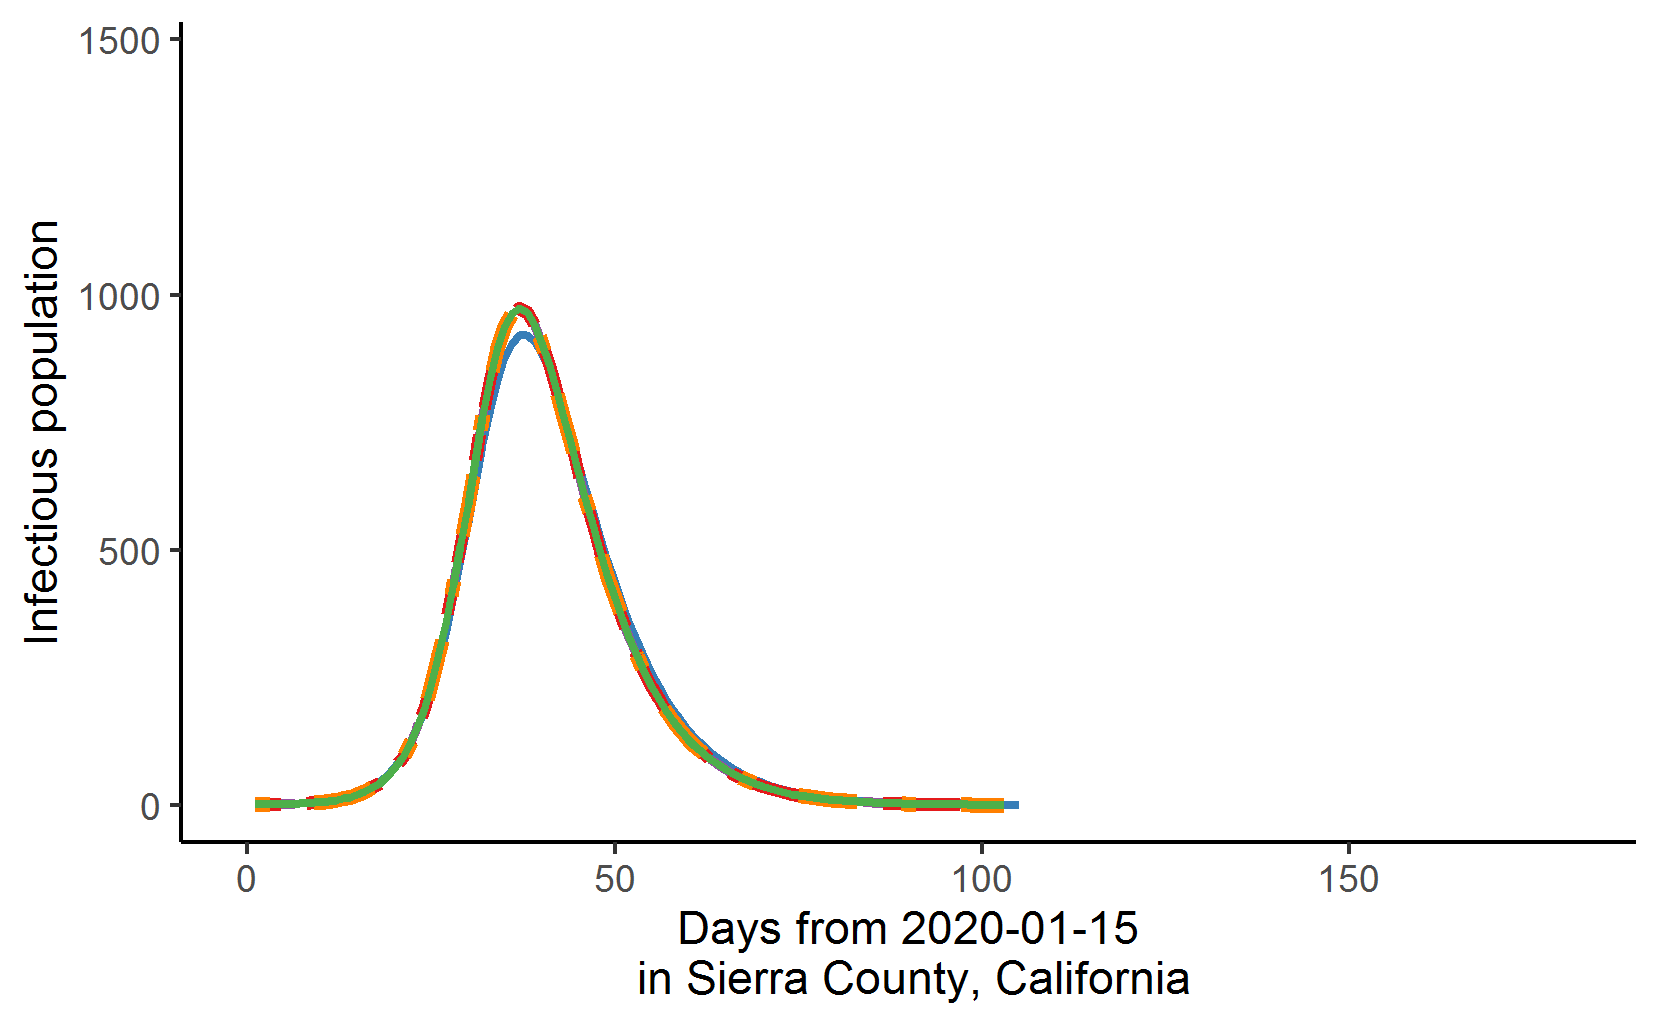 1500
1000
500
0
Infectious population
0 50 100 150
Days from 2020-01-15
in Sierra County, California